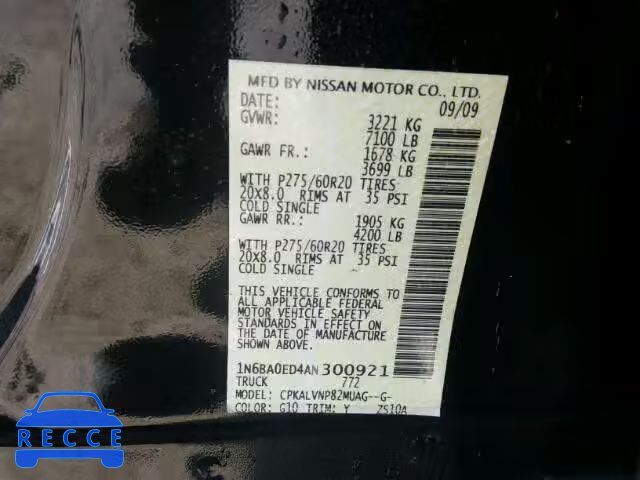 MFD BY NISSAN MOTOR CO., LTD.
DATE: 09/09
GVWR: 3221 KG
7100 LB
GAWR FR.: 1678 KG
3699 LB
WITH P275/60R20 TIRES
20X8.0 RIMS AT 35 PSI
COLD SINGLE
GAWR RR.: 1905 KG
4200 LB
WITH P275/60R20 TIRES
20X8.0 RIMS AT 35 PSI
COLD SINGLE
THIS VEHICLE CONFORMS TO
ALL APPLICABLE FEDERAL
MOTOR VEHICLE SAFETY
STANDARDS IN EFFECT ON
THE DATE OF MANUFACTURE
SHOWN ABOVE.
1N6BA0ED4AN300921
TRUCK 772
MODEL: CPKALVNP82MUAG--G-
COLOR: G10 TRIM: Y ZS10A
RECCE